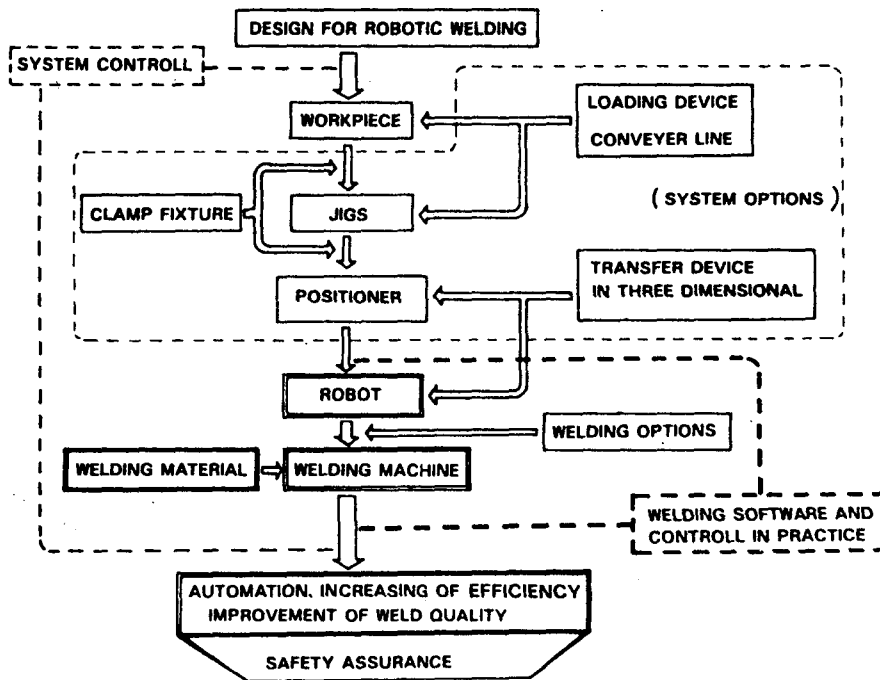 DESIGN FOR ROBOTIC WELDING
SYSTEM CONTROLL
WORKPIECE
LOADING DEVICE
CONVEYER LINE
CLAMP FIXTURE
JIGS
(SYSTEM OPTIONS)
POSITIONER
TRANSFER DEVICE
IN THREE DIMENSIONAL
ROBOT
WELDING OPTIONS
WELDING MATERIAL
WELDING MACHINE
WELDING SOFTWARE AND
CONTROLL IN PRACTICE
AUTOMATION, INCREASING OF EFFICIENCY
IMPROVEMENT OF WELD QUALITY
SAFETY ASSURANCE